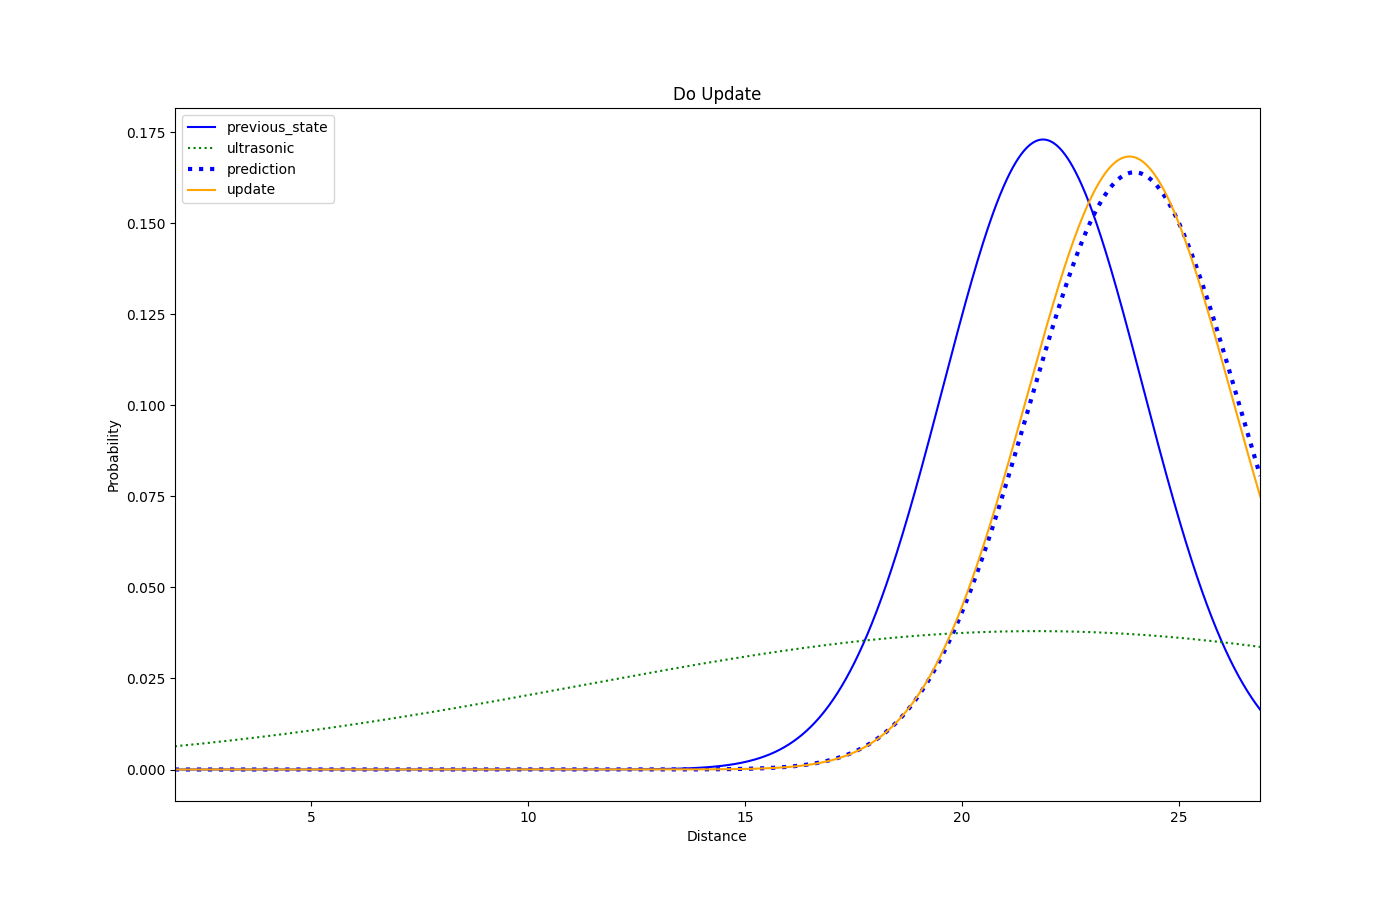 Do Update
previous_state
ultrasonic
prediction
update
0.175
0.150
0.125
0.100
0.075
0.050
0.025
0.000
Probability
5 10 15 20 25
Distance